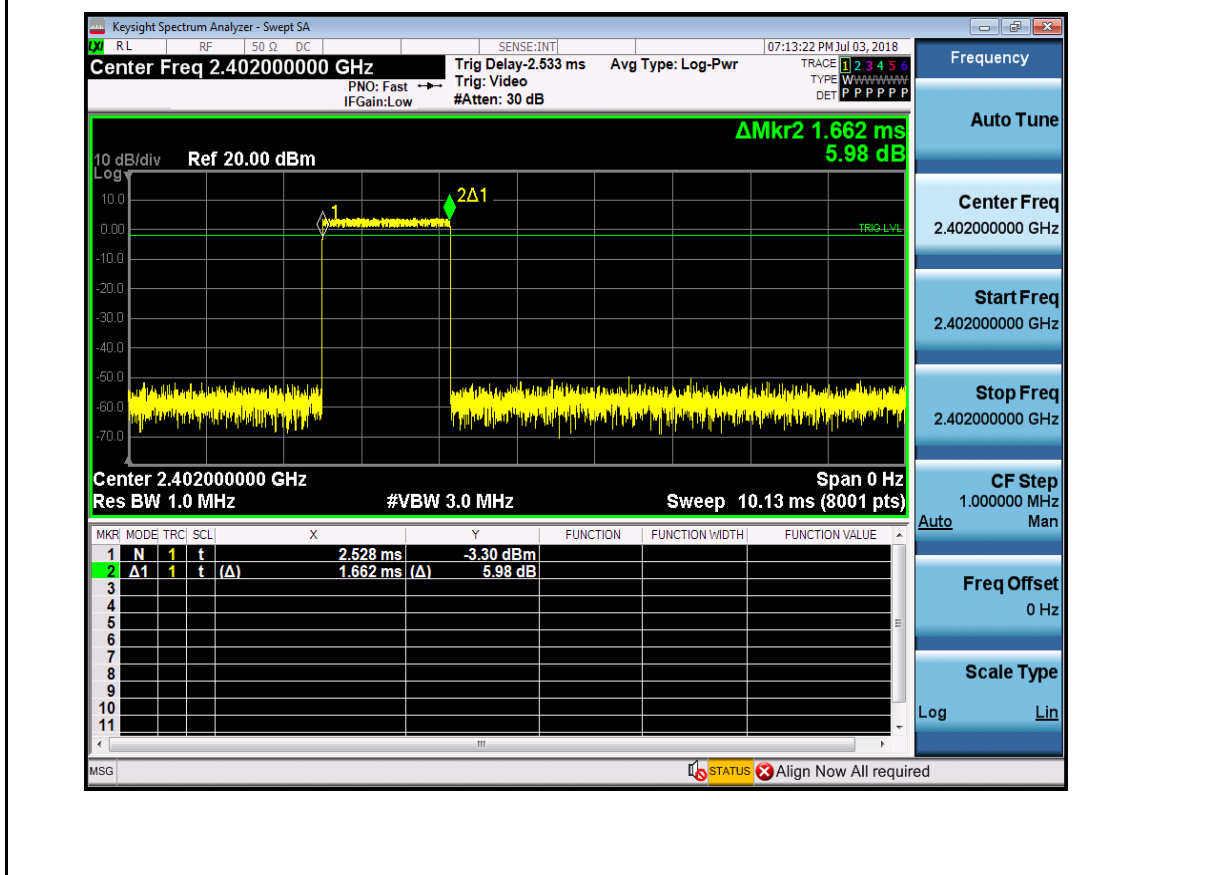 Keysight Spectrum Analyzer - Swept SA
LXI RL RF 50 Ω DC SENSE:INT 07:13:22 PM Jul 03, 2018
Center Freq 2.402000000 GHz
PNO: Fast
IFGain:Low
Trig Delay-2.533 ms
Trig: Video
#Atten: 30 dB
Avg Type: Log-Pwr
TRACE 1 2 3 4 5 6
TYPE WWWWWWW
DET P P P P P P
ΔMkr2 1.662 ms
5.98 dB
10 dB/div Ref 20.00 dBm
Log
10.0
0.00
-10.0
-20.0
-30.0
-40.0
-50.0
-60.0
-70.0
1
2Δ1
TRIG LVL
Center 2.402000000 GHz Span 0 Hz
Res BW 1.0 MHz #VBW 3.0 MHz Sweep 10.13 ms (8001 pts)
MKR MODE TRC SCL X Y FUNCTION FUNCTION WIDTH FUNCTION VALUE
1 N 1 t 2.528 ms -3.30 dBm
2 Δ1 1 t (Δ) 1.662 ms (Δ) 5.98 dB
3
4
5
6
7
8
9
10
11
MSG STATUS Align Now All required
Frequency
Auto Tune
Center Freq
2.402000000 GHz
Start Freq
2.402000000 GHz
Stop Freq
2.402000000 GHz
CF Step
1.000000 MHz
Auto Man
Freq Offset
0 Hz
Scale Type
Log Lin